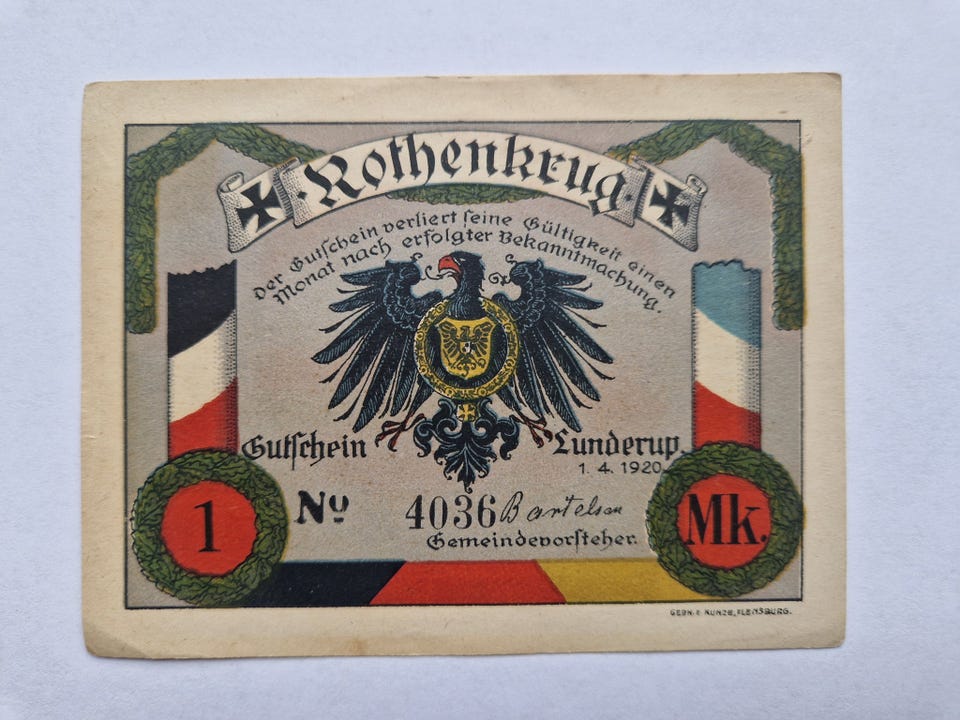 ·Rothenkrug·
Der Gutschein verliert seine Gültigkeit einen
Monat nach erfolgter Bekanntmachung.
Gutschein Lunderup,
1. 4. 1920.
1 No 4036 Bartelsen Mk.
Gemeindevorsteher.
GEBR. KUNZE, FLENSBURG.